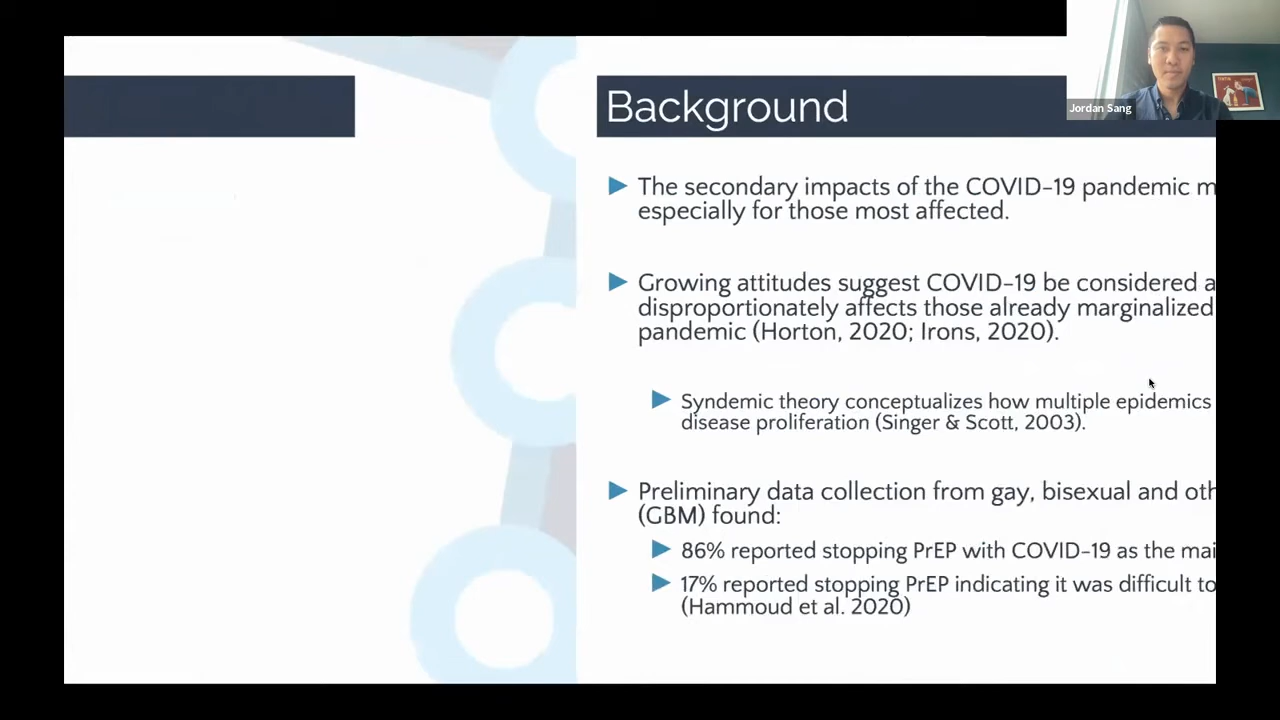 Background
Jordan Sang
The secondary impacts of the COVID-19 pandemic
especially for those most affected.
Growing attitudes suggest COVID-19 be considered a
disproportionately affects those already marginalized
pandemic (Horton, 2020; Irons, 2020).
Syndemic theory conceptualizes how multiple epidemics
disease proliferation (Singer & Scott, 2003).
Preliminary data collection from gay, bisexual and
(GBM) found:
86% reported stopping PrEP with COVID-19 as the
17% reported stopping PrEP indicating it was difficult to
(Hammoud et al. 2020)